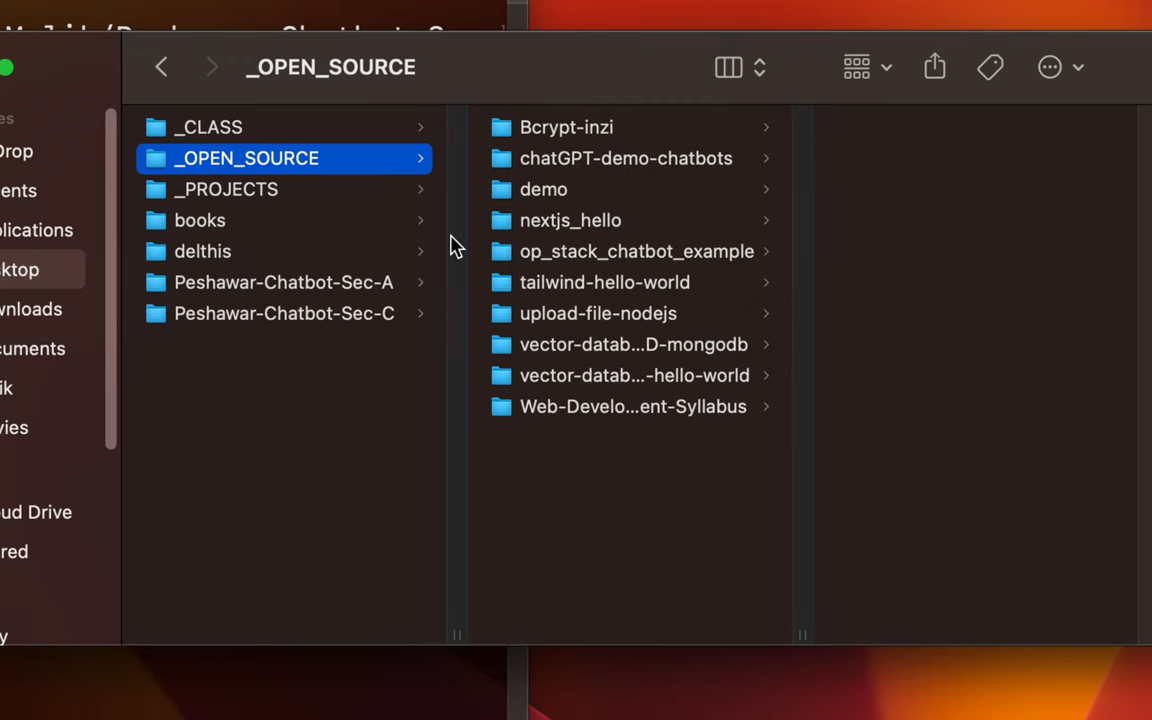 _OPEN_SOURCE
es
Drop
ents
plications
ktop
wnloads
cuments
ik
vies
ud Drive
red
y
_CLASS
_OPEN_SOURCE
_PROJECTS
books
delthis
Peshawar-Chatbot-Sec-A
Peshawar-Chatbot-Sec-C
Bcrypt-inzi
chatGPT-demo-chatbots
demo
nextjs_hello
op_stack_chatbot_example
tailwind-hello-world
upload-file-nodejs
vector-datab...D-mongodb
vector-datab...-hello-world
Web-Develo...ent-Syllabus